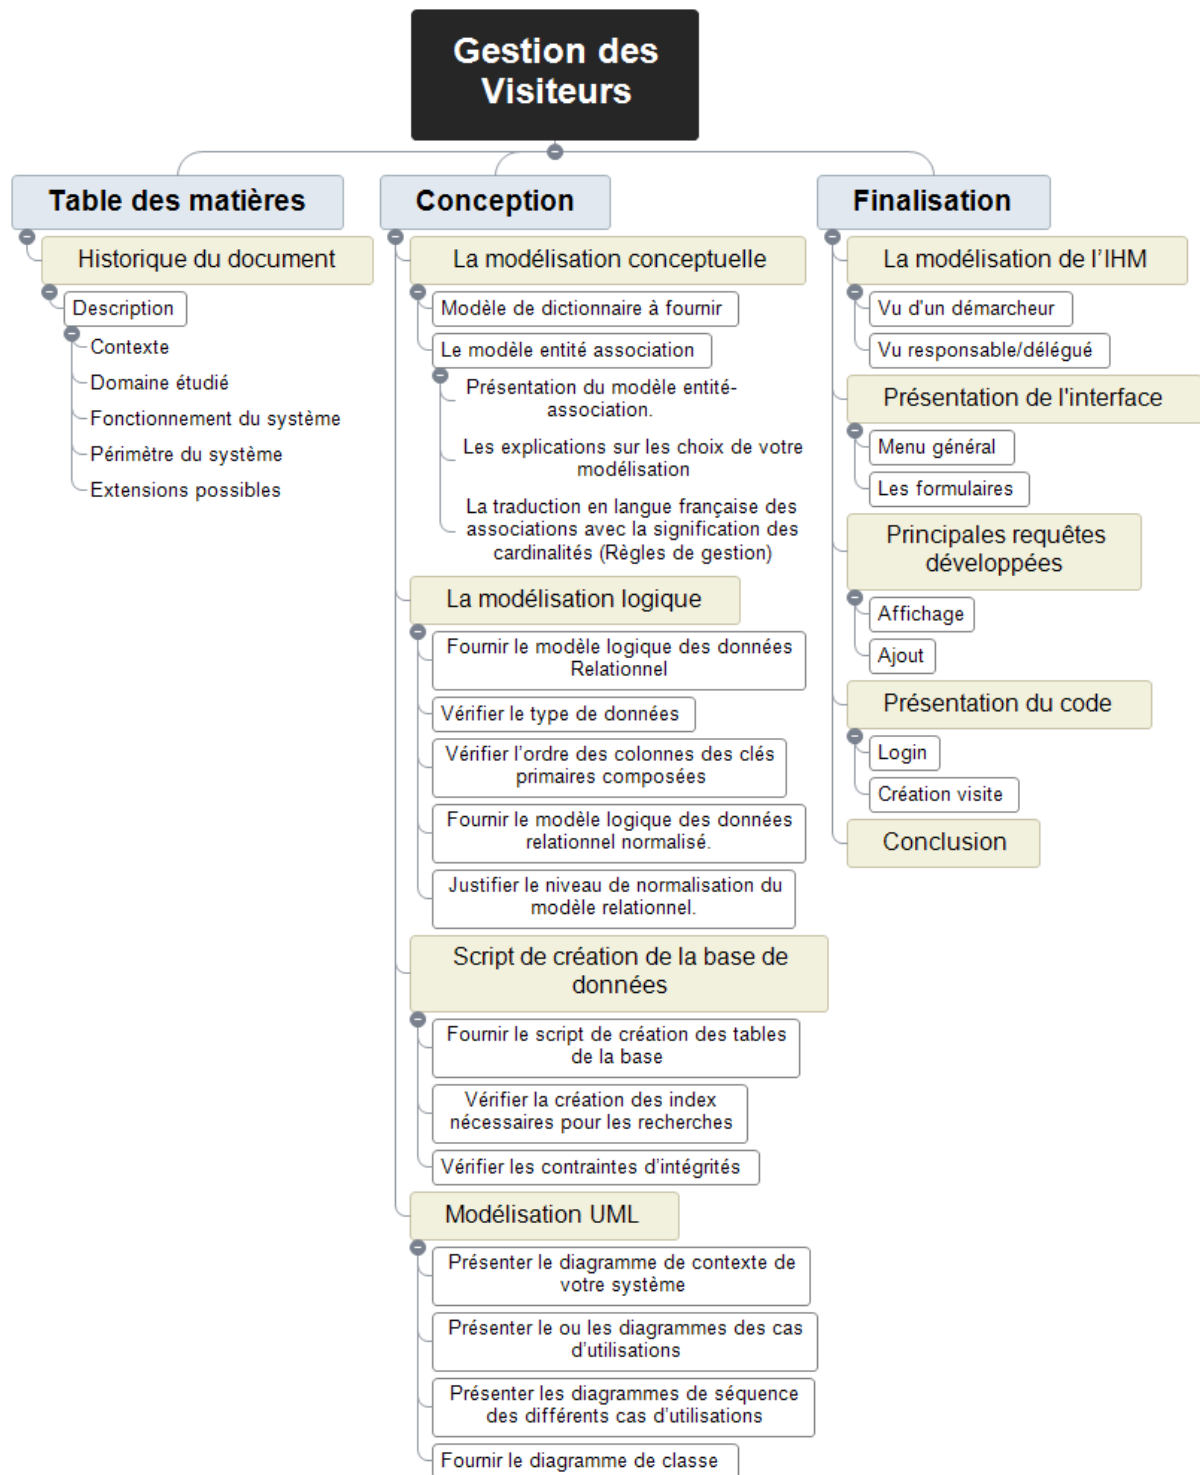 Gestion des
Visiteurs
Table des matières
Historique du document
Description
Contexte
Domaine étudié
Fonctionnement du système
Périmètre du système
Extensions possibles
Conception
La modélisation conceptuelle
Modèle de dictionnaire à fournir
Le modèle entité association
Présentation du modèle entité-
association.
Les explications sur les choix de votre
modélisation
La traduction en langue française des
associations avec la signification des
cardinalités (Règles de gestion)
La modélisation logique
Fournir le modèle logique des données
Relationnel
Vérifier le type de données
Vérifier l'ordre des colonnes des clés
primaires composées
Fournir le modèle logique des données
relationnel normalisé.
Justifier le niveau de normalisation du
modèle relationnel.
Script de création de la base de
données
Fournir le script de création des tables
de la base
Vérifier la création des index
nécessaires pour les recherches
Vérifier les contraintes d'intégrités
Modélisation UML
Présenter le diagramme de contexte de
votre système
Présenter le ou les diagrammes des cas
d'utilisations
Présenter les diagrammes de séquence
des différents cas d'utilisations
Fournir le diagramme de classe
Finalisation
La modélisation de l'IHM
Vu d'un démarcheur
Vu responsable/délégué
Présentation de l'interface
Menu général
Les formulaires
Principales requêtes
développées
Affichage
Ajout
Présentation du code
Login
Création visite
Conclusion